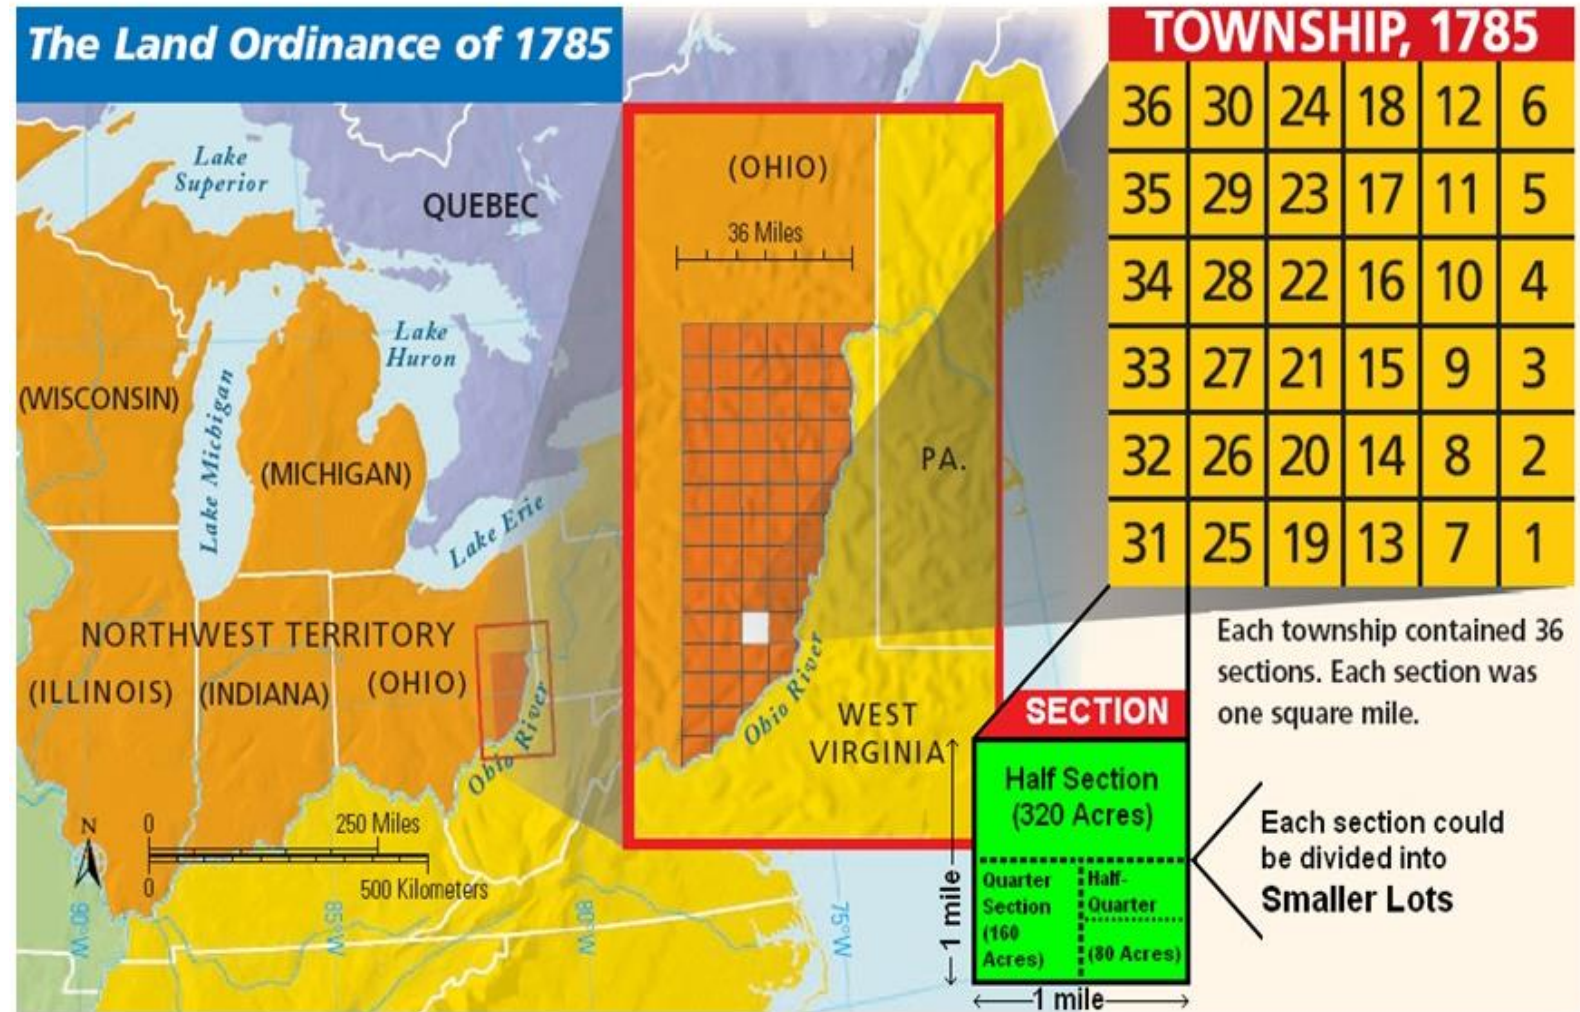 The Land Ordinance of 1785
TOWNSHIP, 1785
36 30 24 18 12 6
35 29 23 17 11 5
34 28 22 16 10 4
33 27 21 15 9 3
32 26 20 14 8 2
31 25 19 13 7 1
Lake
Superior
QUEBEC
Lake
Huron
(WISCONSIN)
Lake Michigan
(MICHIGAN)
Lake Erie
NORTHWEST TERRITORY
(ILLINOIS)
(INDIANA)
(OHIO)
Ohio River
N
0
250 Miles
0
500 Kilometers
90°W
85°W
80°W
75°W
(OHIO)
36 Miles
PA.
Ohio River
WEST
VIRGINIA
Each township contained 36
sections. Each section was
one square mile.
SECTION
Half Section
(320 Acres)
Quarter
Section
(160
Acres)
Half-
Quarter
(80 Acres)
1 mile
1 mile
Each section could
be divided into
Smaller Lots